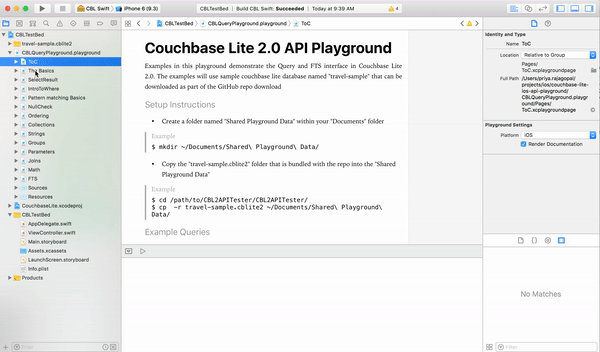 CBL Swift
iPhone 6 (9.3)
CBLTestBed
Build CBL Swift: Succeeded
Today at 9:39 AM
4
CBLTestBed
travel-sample.cblite2
CBLQueryPlayground.playground
ToC
The Basics
SelectResult
IntroToWhere
Pattern matching Basics
NullCheck
Ordering
Collections
Strings
Groups
Parameters
Joins
Math
FTS
Sources
Resources
CouchbaseLite.xcodeproj
CBLTestBed
AppDelegate.swift
ViewController.swift
Main.storyboard
Assets.xcassets
LaunchScreen.storyboard
Info.plist
Products
Filter
CBLTestBed
CBLQueryPlayground.playground
ToC
Couchbase Lite 2.0 API Playground
Examples in this playground demonstrate the Query and FTS interface in Couchbase Lite
2.0. The examples will use sample couchbase lite database named "travel-sample" that can be
downloaded as part of the GitHub repo download
Setup Instructions
• Create a folder named "Shared Playground Data" within your "Documents" folder
Example
$ mkdir ~/Documents/Shared\ Playground\ Data/
• Copy the "travel-sample.cblite2" folder that is bundled with the repo into the "Shared
Playground Data"
Example
$ cd /path/to/CBL2APITester/CBL2APITester/
$ cp -r travel-sample.cblite2 ~/Documents/Shared\ Playground\
Data/
Example Queries
Identity and Type
Name ToC
Location Relative to Group
Pages/
ToC.xcplaygroundpage
Full Path /Users/
priya.rajagopal/
projects/ios/couchbase-lite-
ios-api-playground/
CBLQueryPlayground.
playground/Pages/
ToC.xcplaygroundpage
Playground Settings
Platform iOS
Render Documentation
No Matches
Filter